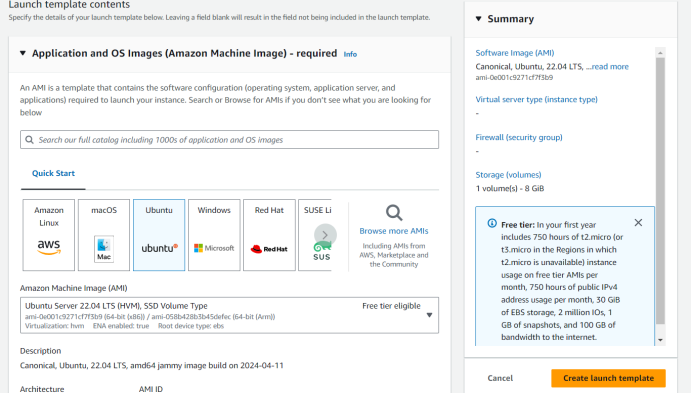 Launch template contents
Specify the details of your launch template below. Leaving a field blank will result in the field not being included in the launch template.
Application and OS Images (Amazon Machine Image) - required Info
An AMI is a template that contains the software configuration (operating system, application server, and
applications) required to launch your instance. Search or Browse for AMIs if you don't see what you are looking for
below
Search our full catalog including 1000s of application and OS images
Quick Start
Amazon
Linux
aws
macOS
Mac
Ubuntu
ubuntu®
Windows
Microsoft
Red Hat
Red Hat
SUSE Li
SUS
Browse more AMIs
Including AMIs from
AWS, Marketplace and
the Community
Amazon Machine Image (AMI)
Ubuntu Server 22.04 LTS (HVM), SSD Volume Type
Free tier eligible
ami-0e001c9271cf7f3b9 (64-bit (x86)) / ami-058b428b3b45defec (64-bit (Arm))
Virtualization: hvm ENA enabled: true Root device type: ebs
Description
Canonical, Ubuntu, 22.04 LTS, amd64 jammy image build on 2024-04-11
Architecture
AMI ID
Summary
Software Image (AMI)
Canonical, Ubuntu, 22.04 LTS, ...read more
ami-0e001c9271cf7f3b9
Virtual server type (instance type)
-
Firewall (security group)
-
Storage (volumes)
1 volume(s) - 8 GiB
Free tier: In your first
year includes 750 hours of t2.micro (or
t3.micro in the Regions in which
t2.micro is unavailable) instance
usage on free tier AMIs per
month, 750 hours of public IPv4
address usage per month, 30 GiB
of EBS storage, 2 million IOs, 1
GB of snapshots, and 100 GB of
bandwidth to the internet.
Cancel
Create launch template